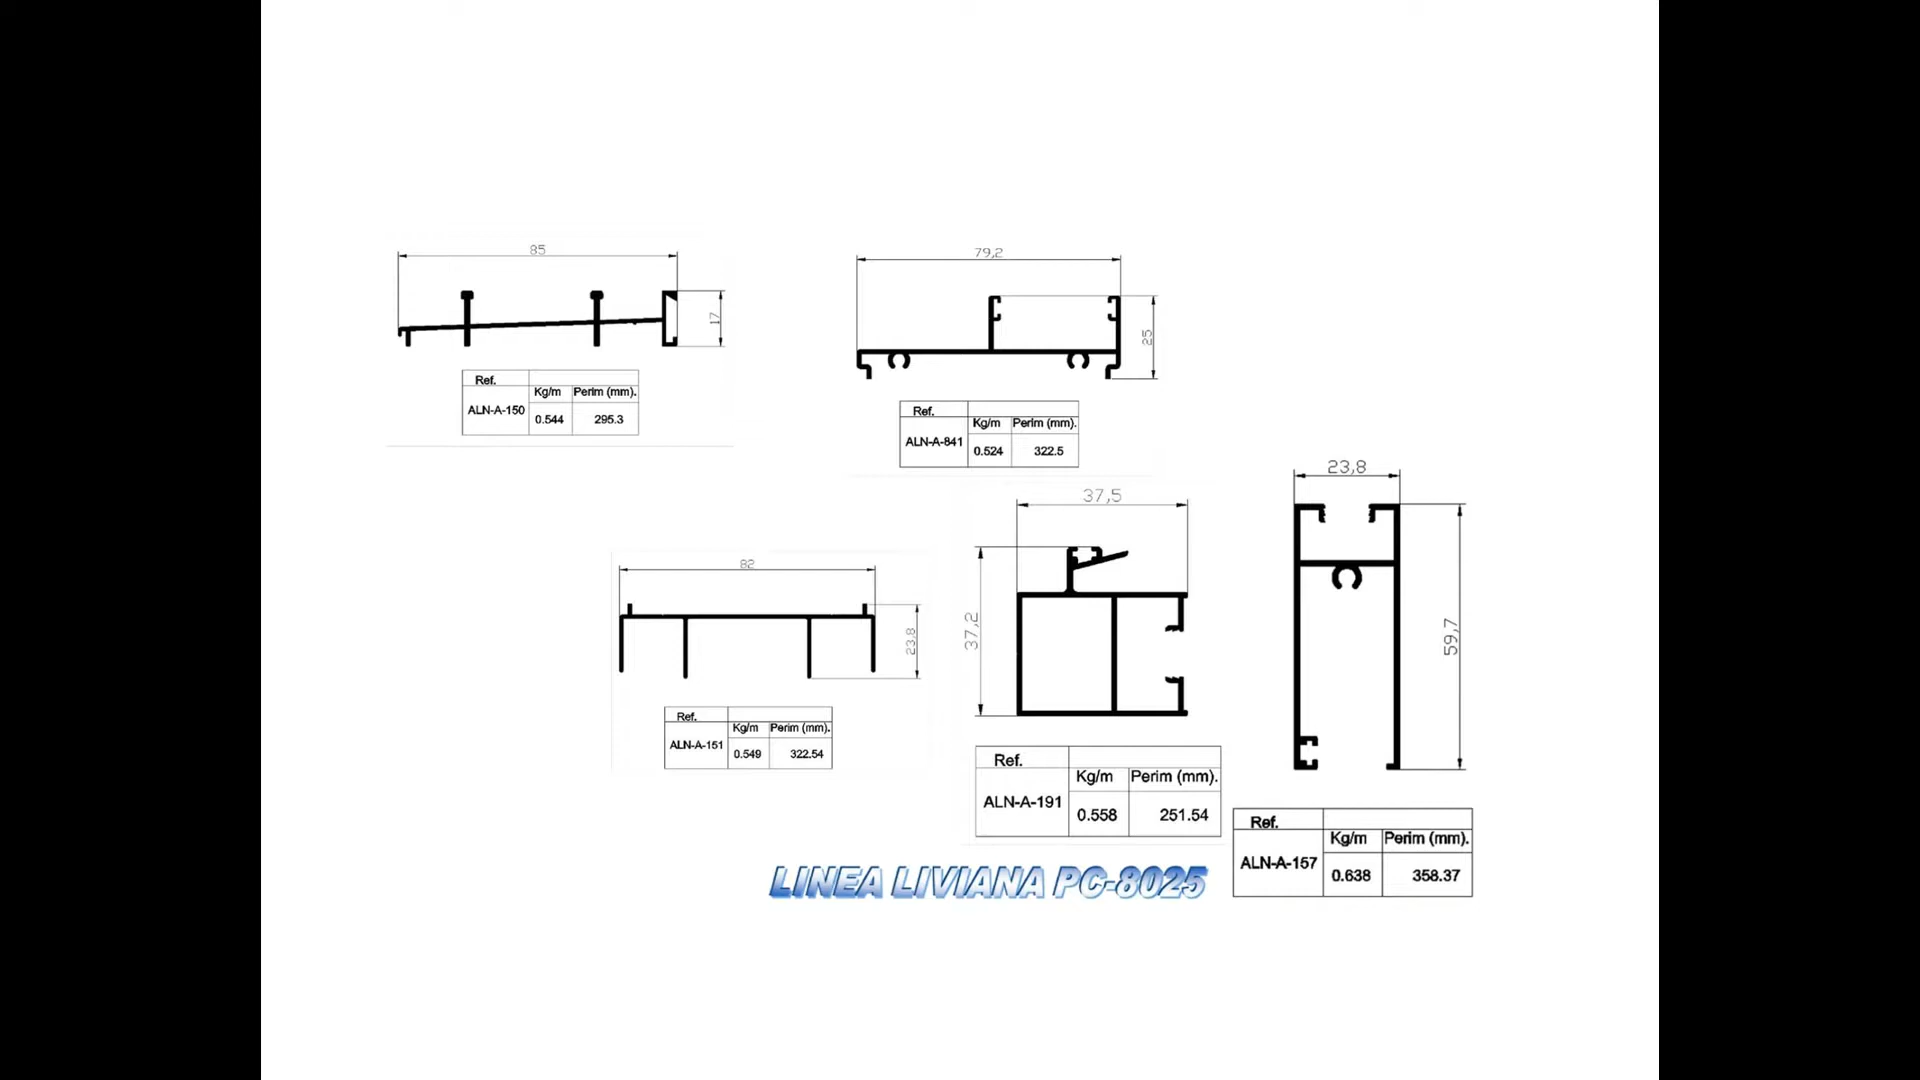 85
17
Ref.
Kg/m Perim (mm).
ALN-A-150
0.544 295.3
79,2
25
Ref.
Kg/m Perim (mm).
ALN-A-841
0.524 322.5
82
23,8
Ref.
Kg/m Perim (mm).
ALN-A-151
0.549 322.54
37,5
37,2
Ref.
Kg/m Perim (mm).
ALN-A-191
0.558 251.54
23,8
59,7
Ref.
Kg/m Perim (mm).
ALN-A-157
0.638 358.37
LINEA LIVIANA PC-8025